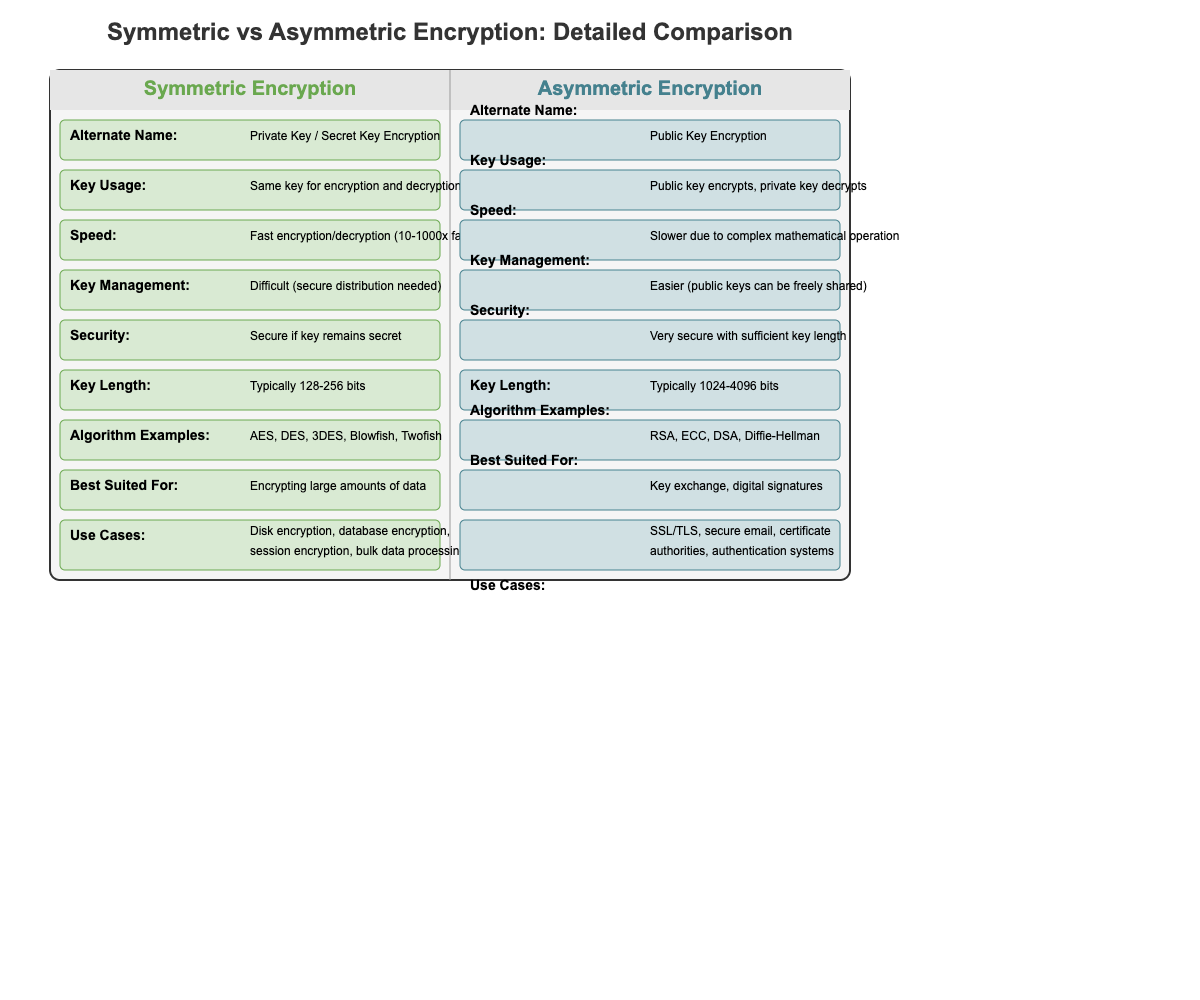 Symmetric vs Asymmetric Encryption: Detailed Comparison
Symmetric Encryption
Alternate Name: Private Key / Secret Key Encryption
Key Usage: Same key for encryption and decryption
Speed: Fast encryption/decryption (10-1000x
Key Management: Difficult (secure distribution needed)
Security: Secure if key remains secret
Key Length: Typically 128-256 bits
Algorithm Examples: AES, DES, 3DES, Blowfish, Twofish
Best Suited For: Encrypting large amounts of data
Use Cases: Disk encryption, database encryption,
session encryption, bulk data processin
Asymmetric Encryption
Alternate Name:
Public Key Encryption
Key Usage:
Public key encrypts, private key decrypts
Speed:
Slower due to complex mathematical operation
Key Management:
Easier (public keys can be freely shared)
Security:
Very secure with sufficient key length
Key Length: Typically 1024-4096 bits
Algorithm Examples:
RSA, ECC, DSA, Diffie-Hellman
Best Suited For:
Key exchange, digital signatures
SSL/TLS, secure email, certificate
authorities, authentication systems
Use Cases: